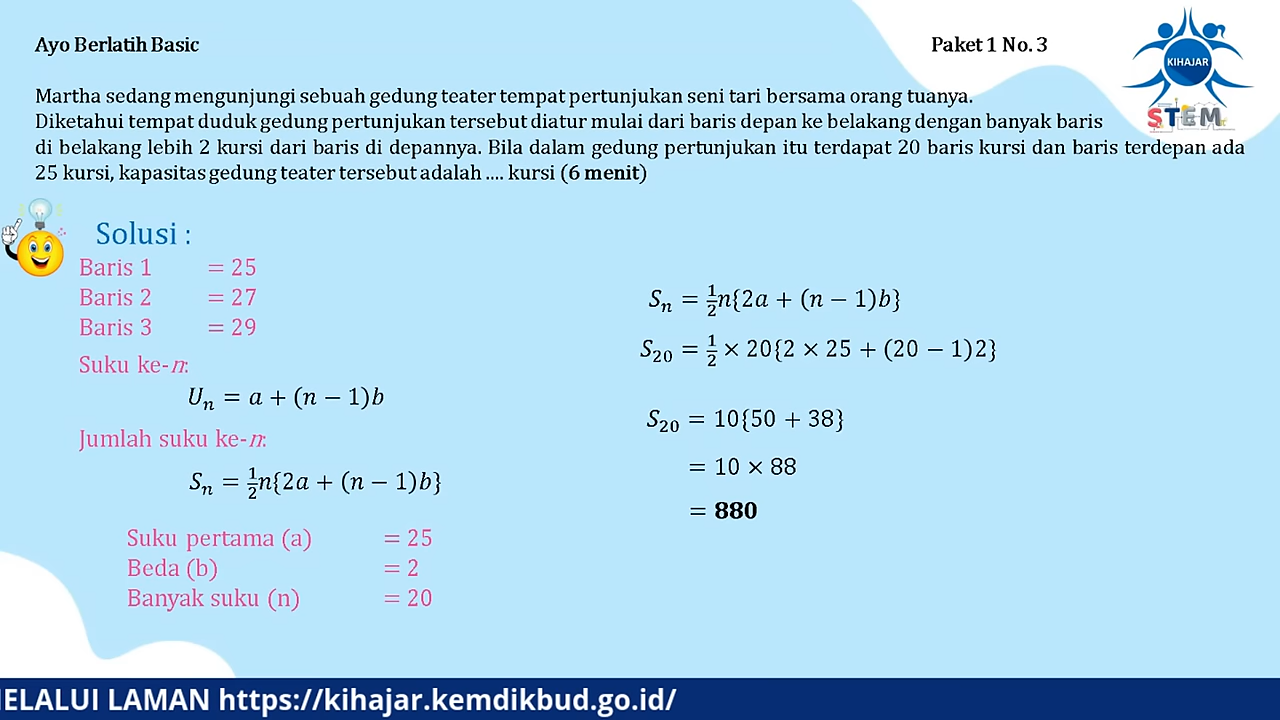 Ayo Berlatih Basic
Paket 1 No. 3
KIHAJAR
STEM
Martha sedang mengunjungi sebuah gedung teater tempat pertunjukan seni tari bersama orang tuanya.
Diketahui tempat duduk gedung pertunjukan tersebut diatur mulai dari baris depan ke belakang dengan banyak baris
di belakang lebih 2 kursi dari baris di depannya. Bila dalam gedung pertunjukan itu terdapat 20 baris kursi dan baris terdepan ada
25 kursi, kapasitas gedung teater tersebut adalah .... kursi (6 menit)
Solusi :
Baris 1 = 25
Baris 2 = 27
Baris 3 = 29
Suku ke-n:
Uₙ = a + (n − 1)b
Jumlah suku ke-n:
Sₙ = ½n{2a + (n − 1)b}
Suku pertama (a) = 25
Beda (b) = 2
Banyak suku (n) = 20
Sₙ = ½n{2a + (n − 1)b}
S₂₀ = ½ × 20{2 × 25 + (20 − 1)2}
S₂₀ = 10{50 + 38}
= 10 × 88
= 880
MELALUI LAMAN https://kihajar.kemdikbud.go.id/